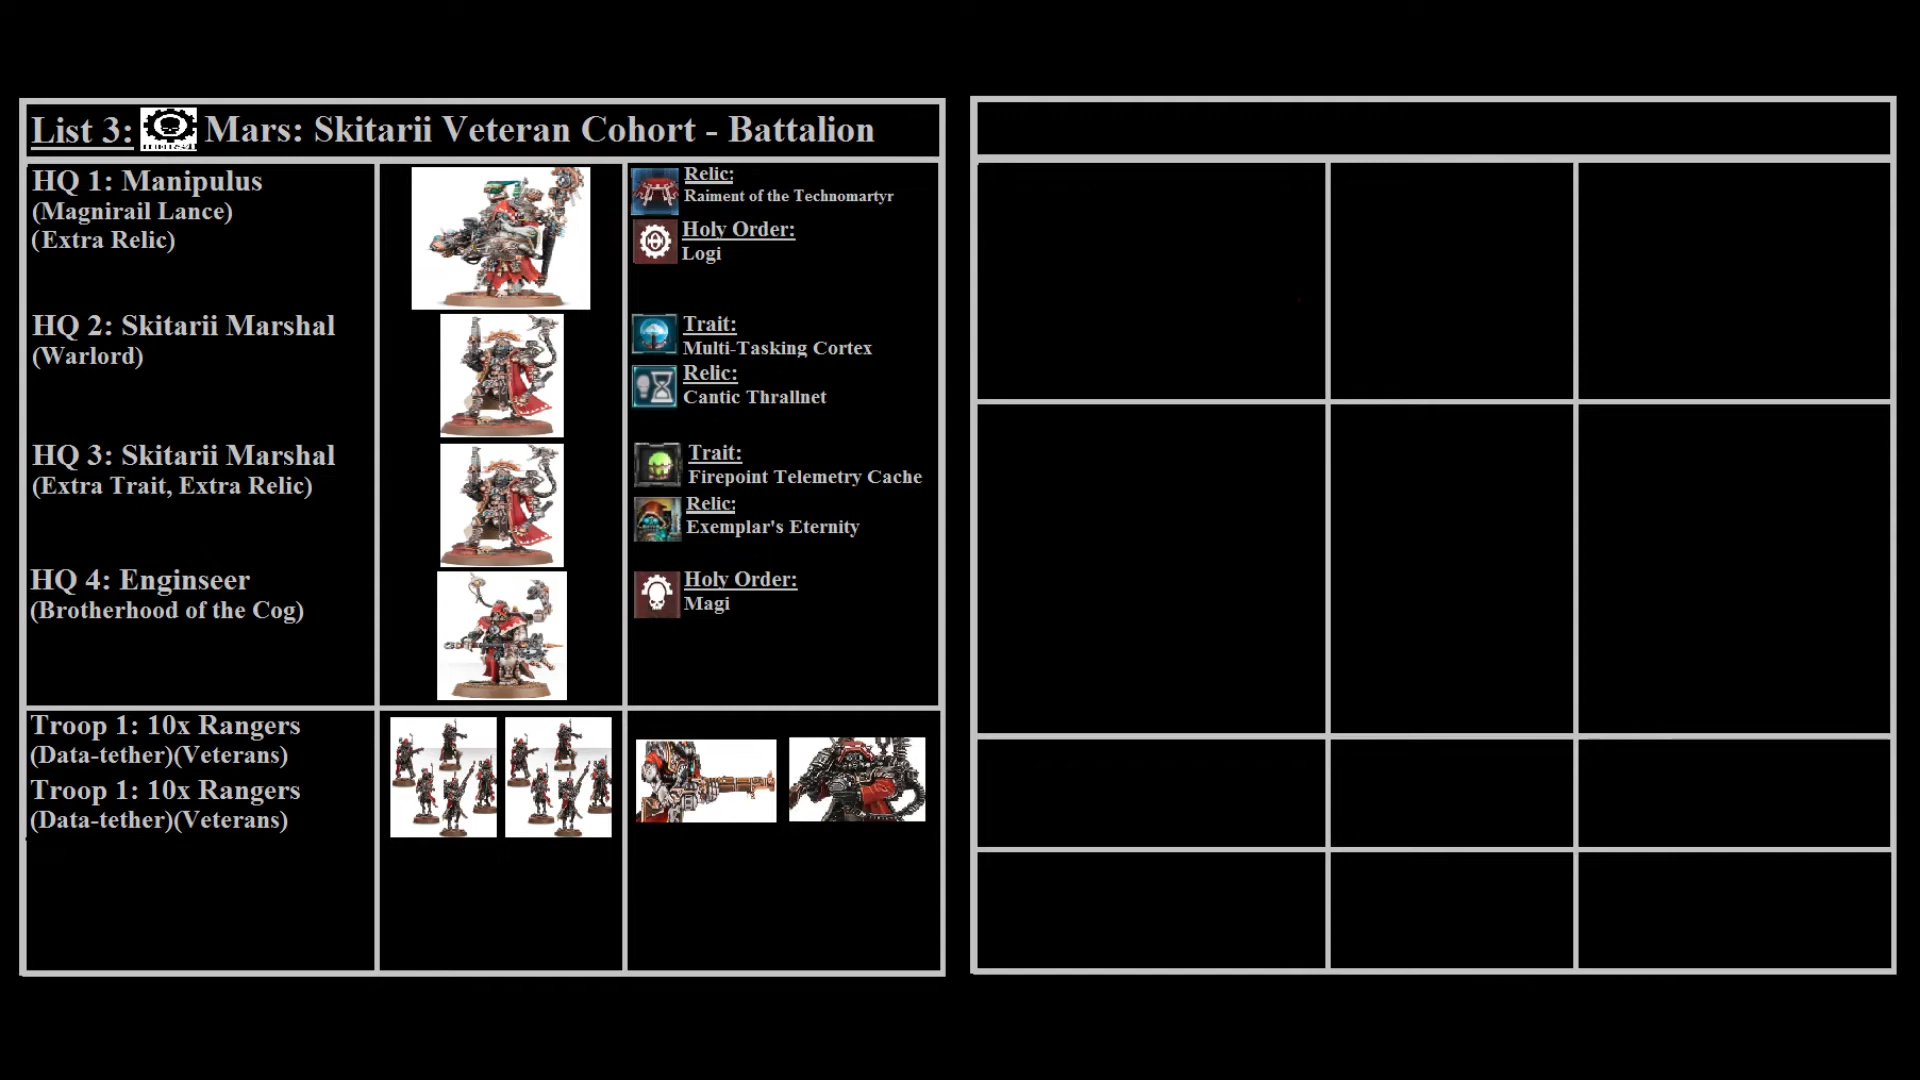 List 3: Mars: Skitarii Veteran Cohort - Battalion
HQ 1: Manipulus
(Magnirail Lance)
(Extra Relic)
Relic:
Raiment of the Technomartyr
Holy Order:
Logi
HQ 2: Skitarii Marshal
(Warlord)
Trait:
Multi-Tasking Cortex
Relic:
Cantic Thrallnet
HQ 3: Skitarii Marshal
(Extra Trait, Extra Relic)
Trait:
Firepoint Telemetry Cache
Relic:
Exemplar's Eternity
HQ 4: Enginseer
(Brotherhood of the Cog)
Holy Order:
Magi
Troop 1: 10x Rangers
(Data-tether)(Veterans)
Troop 1: 10x Rangers
(Data-tether)(Veterans)